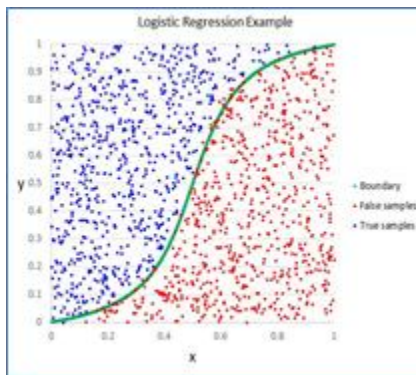 Logistic Regression Example
1
0.9
0.8
0.7
0.6
y
0.5
0.4
0.3
0.2
0.1
0
0 0.2 0.4 0.6 0.8 1
x
Boundary
False samples
True samples